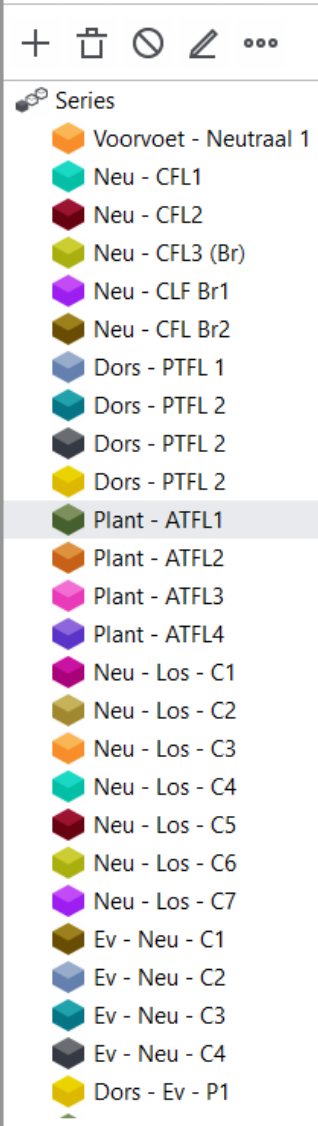 Series
Voorvoet - Neutraal 1
Neu - CFL1
Neu - CFL2
Neu - CFL3 (Br)
Neu - CLF Br1
Neu - CFL Br2
Dors - PTFL 1
Dors - PTFL 2
Dors - PTFL 2
Dors - PTFL 2
Plant - ATFL1
Plant - ATFL2
Plant - ATFL3
Plant - ATFL4
Neu - Los - C1
Neu - Los - C2
Neu - Los - C3
Neu - Los - C4
Neu - Los - C5
Neu - Los - C6
Neu - Los - C7
Ev - Neu - C1
Ev - Neu - C2
Ev - Neu - C3
Ev - Neu - C4
Dors - Ev - P1